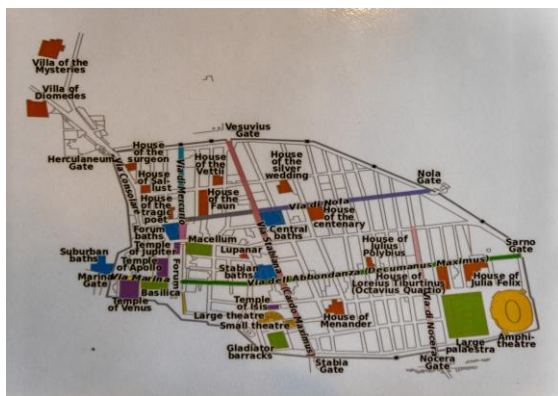 Villa of the
Mysteries
Villa of
Diomedes
Herculaneum
Gate
Via Consolare
House of
the surgeon
House
of Sal-
lust
House of
the tragic
poet
Via di Mercurio
House
of the
Vettii
House
of the
Faun
Vesuvius
Gate
House of
the silver
wedding
Nola
Gate
Via di Nola
House of
the centenary
Central
baths
Forum
baths
Macellum
Temple of
Jupiter
Temple
of Apollo
Forum
Lupanar
Stabian
baths
Via Stabiana (Cardo Maximus)
House of
Julius
Polybius
Sarno
Gate
Suburban
baths
Marina
Gate
Via Marina
Basilica
Temple
of Venus
Via dell'Abbondanza (Decumanus Maximus)
House of
Loreius Tiburtinus
(Octavius Quartio)
House of
Julia Felix
Temple
of Isis
Large theatre
Small theatre
House of
Menander
Via di Nocera
Gladiator
barracks
Stabia
Gate
Nocera
Gate
Large
palaestra
Amphi-
theatre